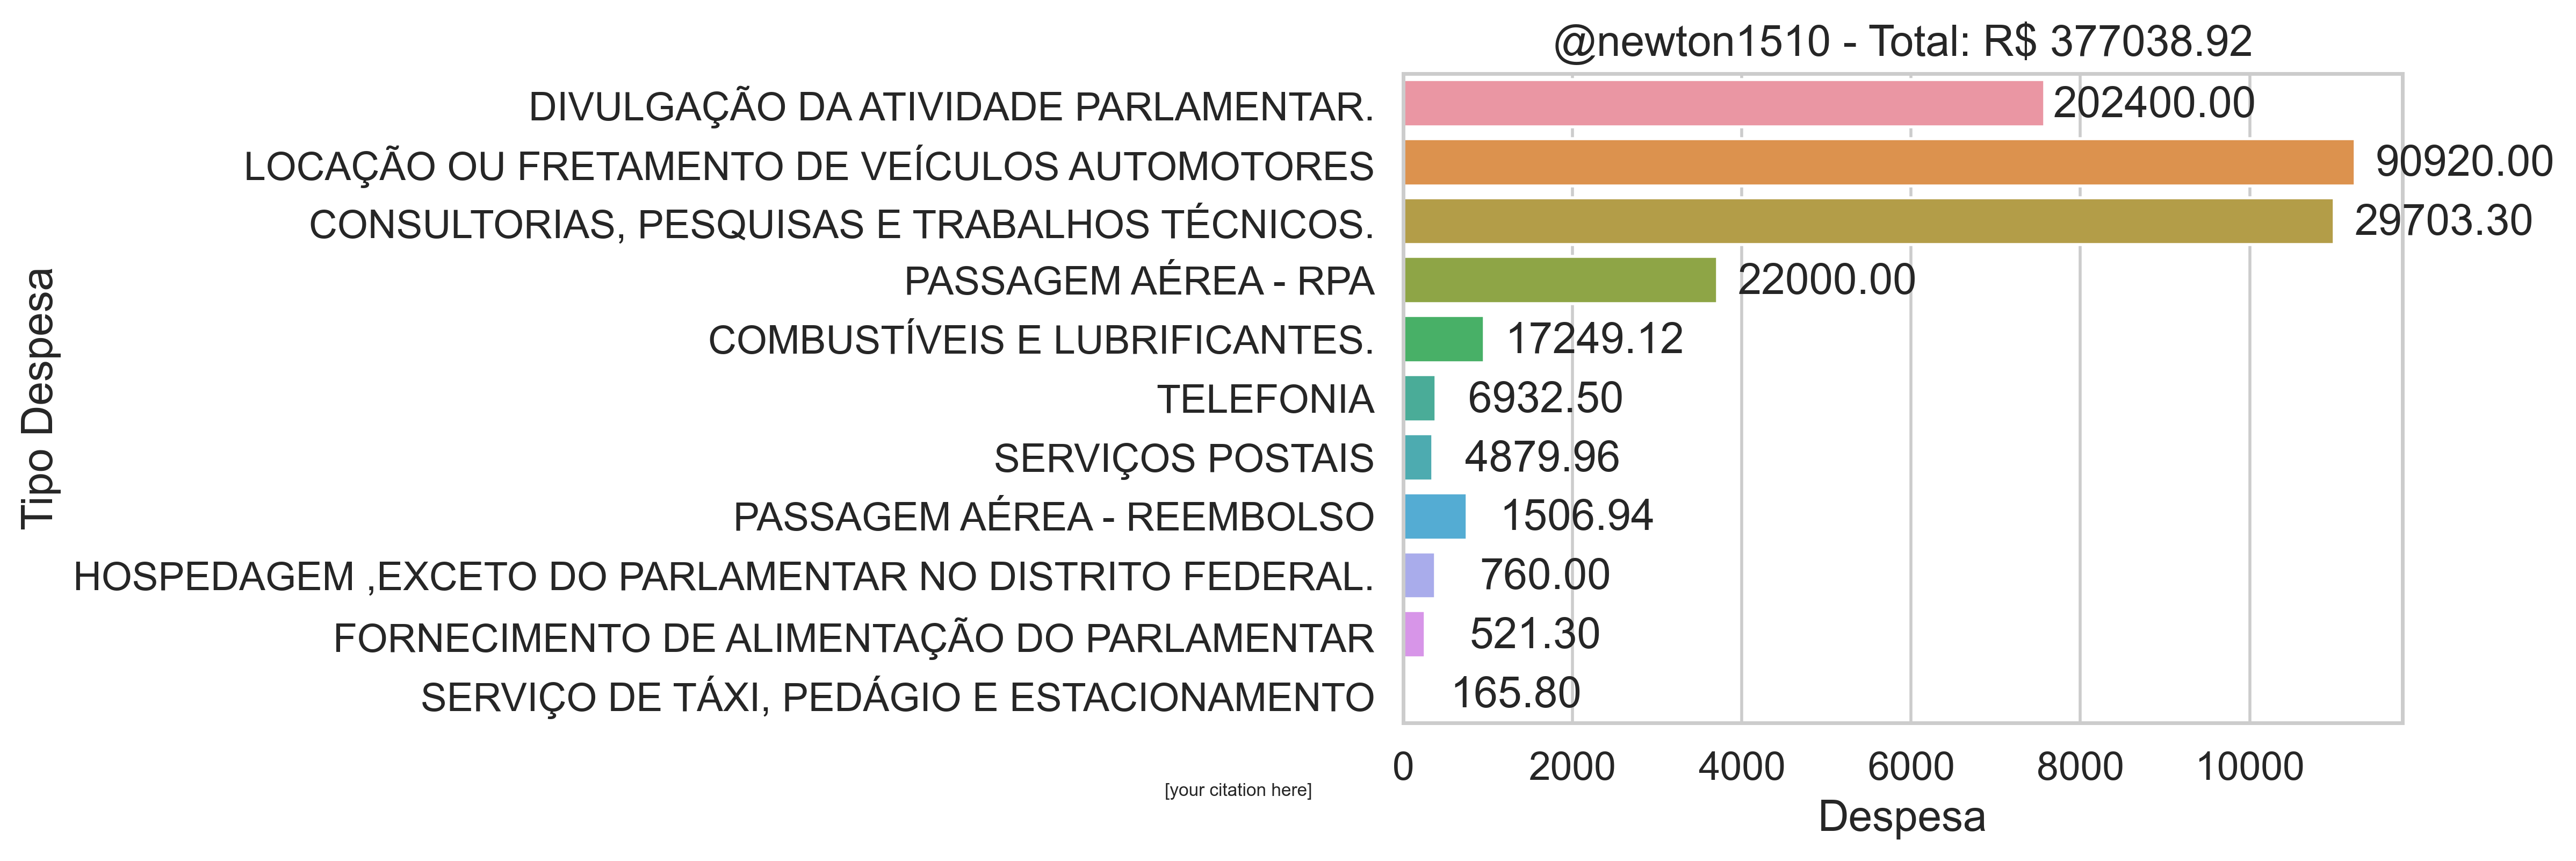 @newton1510 - Total: R$ 377038.92
DIVULGAÇÃO DA ATIVIDADE PARLAMENTAR. 202400.00
LOCAÇÃO OU FRETAMENTO DE VEÍCULOS AUTOMOTORES 90920.00
CONSULTORIAS, PESQUISAS E TRABALHOS TÉCNICOS. 29703.30
PASSAGEM AÉREA - RPA 22000.00
COMBUSTÍVEIS E LUBRIFICANTES. 17249.12
TELEFONIA 6932.50
SERVIÇOS POSTAIS 4879.96
PASSAGEM AÉREA - REEMBOLSO 1506.94
HOSPEDAGEM ,EXCETO DO PARLAMENTAR NO DISTRITO FEDERAL. 760.00
FORNECIMENTO DE ALIMENTAÇÃO DO PARLAMENTAR 521.30
SERVIÇO DE TÁXI, PEDÁGIO E ESTACIONAMENTO 165.80
Tipo Despesa
0 2000 4000 6000 8000 10000
Despesa
[your citation here]